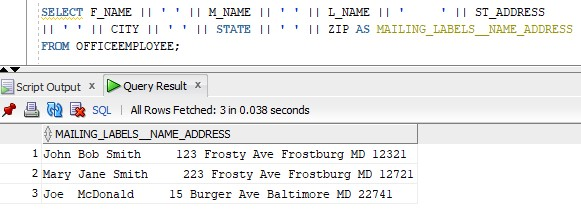 SELECT F_NAME || ' ' || M_NAME || ' ' || L_NAME || '    ' || ST_ADDRESS
|| ' ' || CITY || ' ' || STATE || ' ' || ZIP AS MAILING_LABELS__NAME_ADDRESS
FROM OFFICEEMPLOYEE;
Script Output x Query Result x
SQL | All Rows Fetched: 3 in 0.038 seconds
MAILING_LABELS__NAME_ADDRESS
1 John Bob Smith    123 Frosty Ave Frostburg MD 12321
2 Mary Jane Smith    223 Frosty Ave Frostburg MD 12721
3 Joe  McDonald    15 Burger Ave Baltimore MD 22741